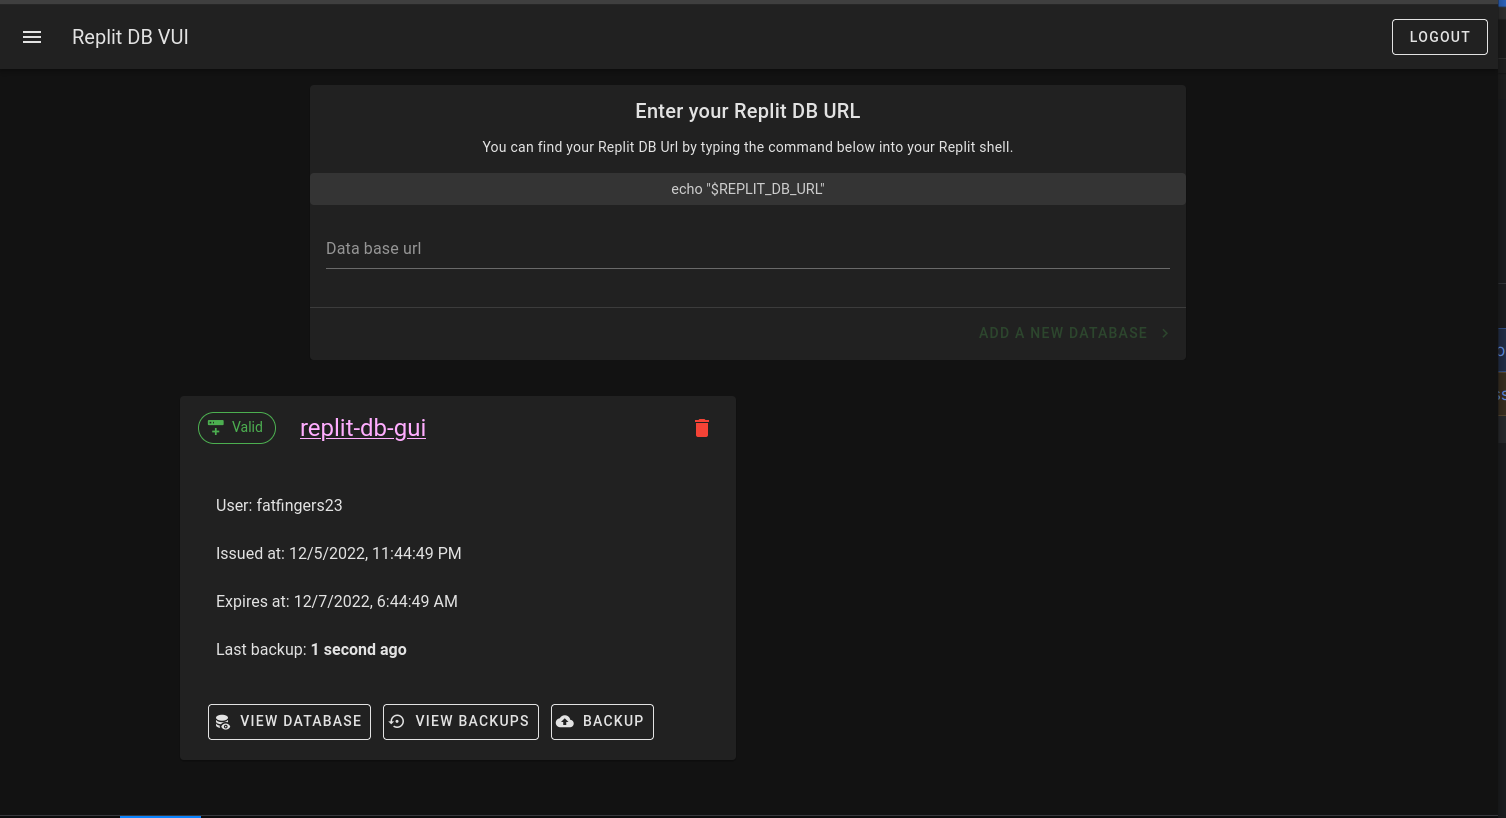 Replit DB VUI
LOGOUT
Enter your Replit DB URL
You can find your Replit DB Url by typing the command below into your Replit shell.
echo "$REPLIT_DB_URL"
Data base url
ADD A NEW DATABASE
Valid
replit-db-gui
User: fatfingers23
Issued at: 12/5/2022, 11:44:49 PM
Expires at: 12/7/2022, 6:44:49 AM
Last backup: 1 second ago
VIEW DATABASE
VIEW BACKUPS
BACKUP